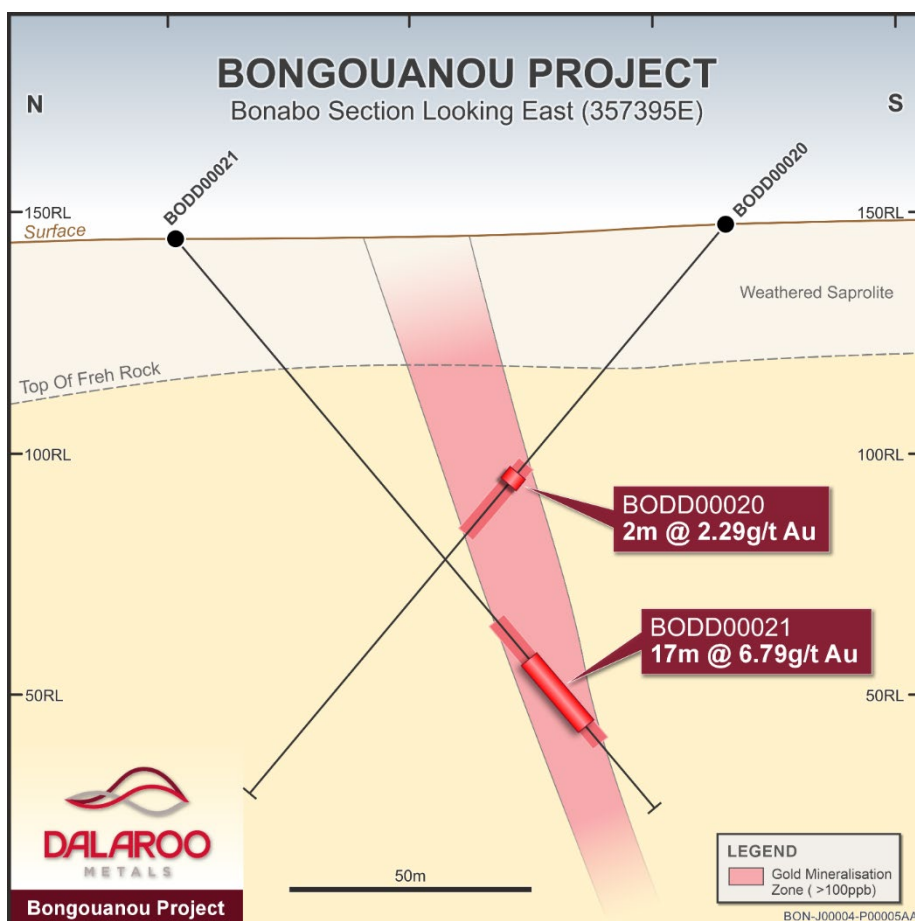 BONGOUANOU PROJECT
Bonabo Section Looking East (357395E)
N
S
BODD00021
BODD00020
150RL
150RL
Surface
Weathered Saprolite
Top Of Freh Rock
100RL
100RL
BODD00020
2m @ 2.29g/t Au
BODD00021
17m @ 6.79g/t Au
50RL
50RL
DALAROO
METALS
Bongouanou Project
50m
LEGEND
Gold Mineralisation
Zone ( >100ppb)
BON-J00004-P00005AA